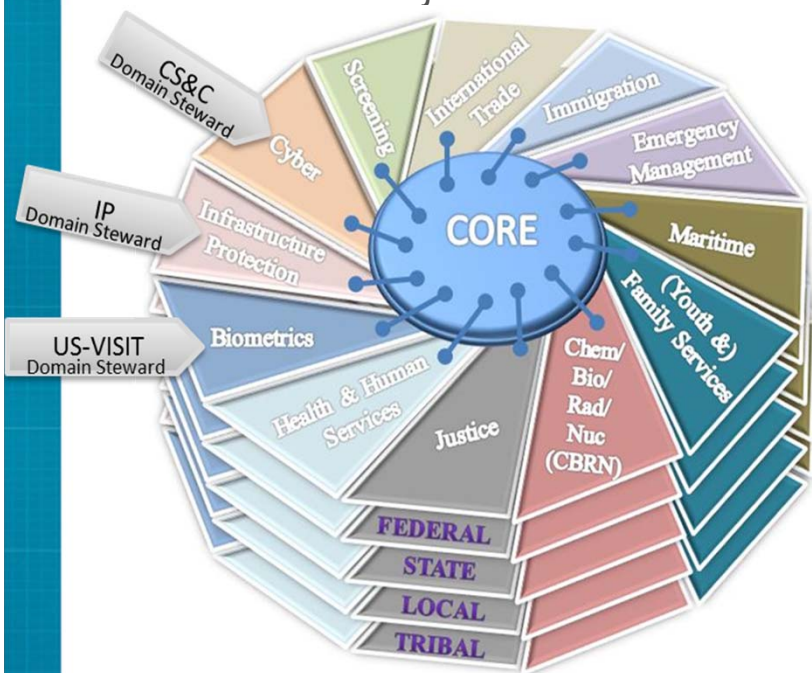 CS&C
Domain Steward
IP
Domain Steward
US-VISIT
Domain Steward
Screening
International
Trade
Immigration
Emergency
Management
Cyber
Infrastructure
Protection
CORE
Maritime
(Youth &)
Family Services
Biometrics
Health & Human
Services
Justice
Chem/
Bio/
Rad/
Nuc
(CBRN)
FEDERAL
STATE
LOCAL
TRIBAL